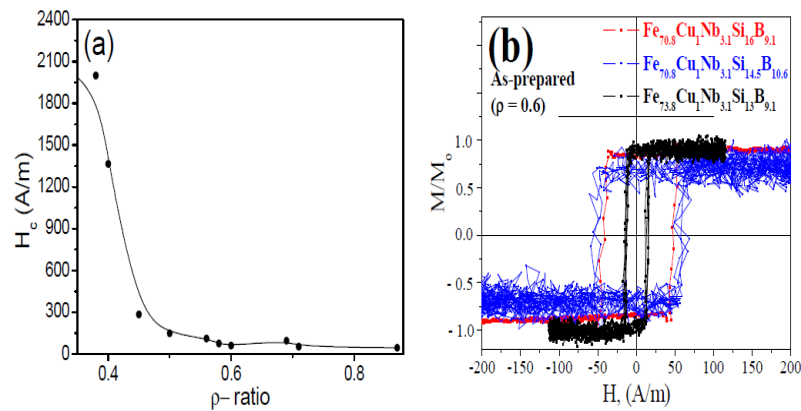 (a)
H_c (A/m)
2400
2100
1800
1500
1200
900
600
300
0
0.4
0.6
0.8
ρ– ratio
(b)
As-prepared
(ρ = 0.6)
Fe70.8Cu1Nb3.1Si16B9.1
Fe70.8Cu1Nb3.1Si14.5B10.6
Fe73.8Cu1Nb3.1Si13B9.1
M/Mo
1.0
0.5
0.0
- 0.5
- 1.0
-200
-150
-100
-50
0
50
100
150
200
H, (A/m)